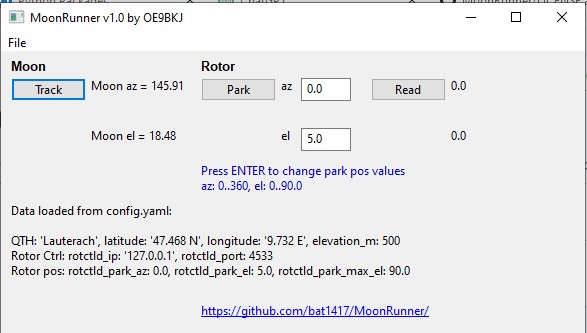 MoonRunner v1.0 by OE9BKJ
File
Moon Rotor
Track Moon az = 145.91 Park az 0.0 Read 0.0
Moon el = 18.48 el 5.0 0.0
Press ENTER to change park pos values
az: 0..360, el: 0..90.0
Data loaded from config.yaml:
QTH: 'Lauterach', latitude: '47.468 N', longitude: '9.732 E', elevation_m: 500
Rotor Ctrl: rotctld_ip: '127.0.0.1', rotctld_port: 4533
Rotor pos: rotctld_park_az: 0.0, rotctld_park_el: 5.0, rotctld_park_max_el: 90.0
https://github.com/bat1417/MoonRunner/